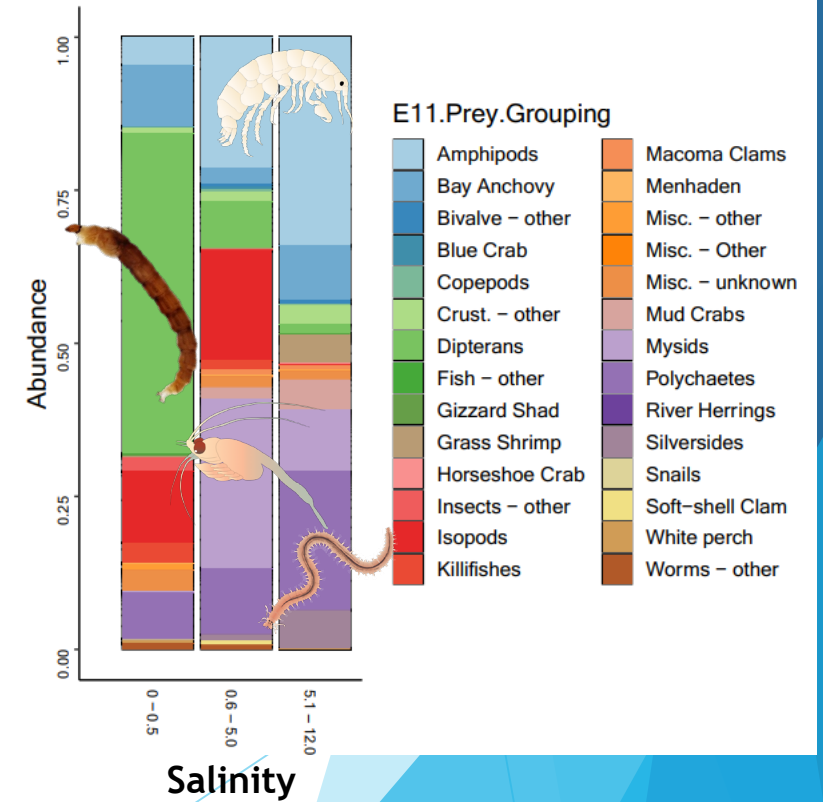 E11.Prey.Grouping
Amphipods
Bay Anchovy
Bivalve − other
Blue Crab
Copepods
Crust. − other
Dipterans
Fish − other
Gizzard Shad
Grass Shrimp
Horseshoe Crab
Insects − other
Isopods
Killifishes
Macoma Clams
Menhaden
Misc. − other
Misc. − Other
Misc. − unknown
Mud Crabs
Mysids
Polychaetes
River Herrings
Silversides
Snails
Soft−shell Clam
White perch
Worms − other
Abundance
1.00
0.75
0.50
0.25
0.00
0 − 0.5
0.6 − 5.0
5.1 − 12.0
Salinity